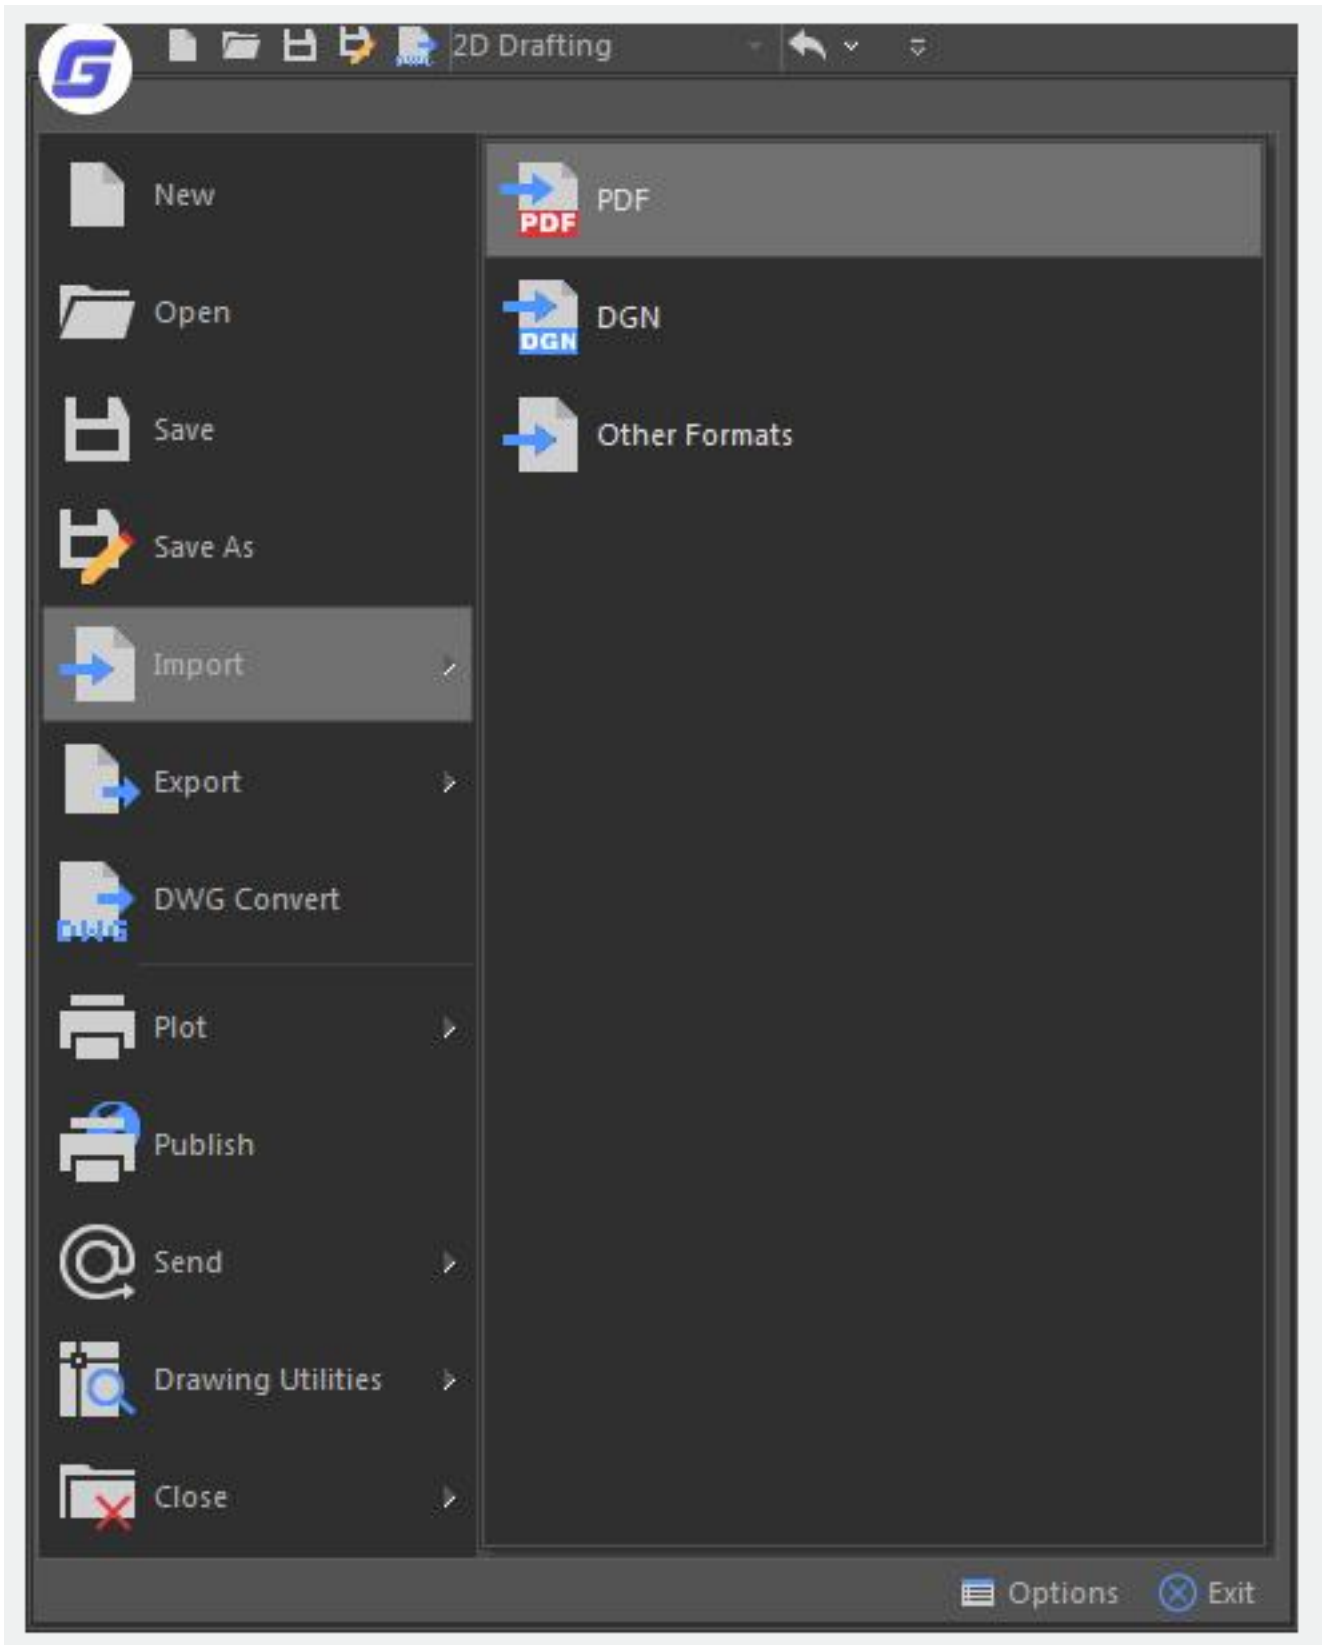 2D Drafting
New
Open
Save
Save As
Import
Export
DWG
DWG Convert
Plot
Publish
Send
Drawing Utilities
Close
PDF
PDF
DGN
DGN
Other Formats
Options
Exit